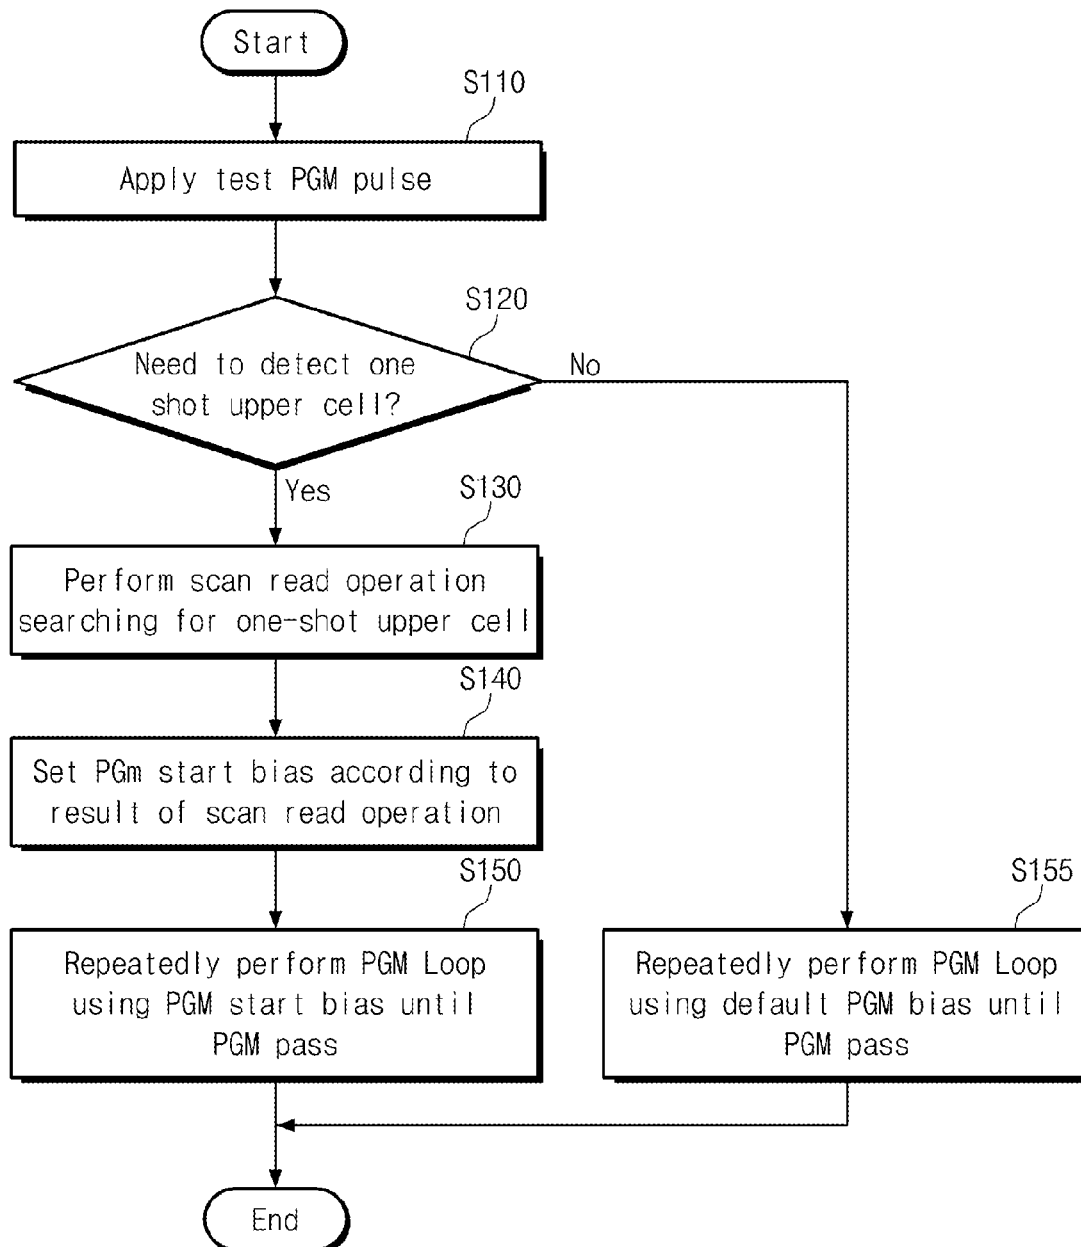 Start
S110
Apply test PGM pulse
S120
Need to detect one
shot upper cell?
No
Yes
S130
Perform scan read operation
searching for one-shot upper cell
S140
Set PGm start bias according to
result of scan read operation
S150
Repeatedly perform PGM Loop
using PGM start bias until
PGM pass
S155
Repeatedly perform PGM Loop
using default PGM bias until
PGM pass
End